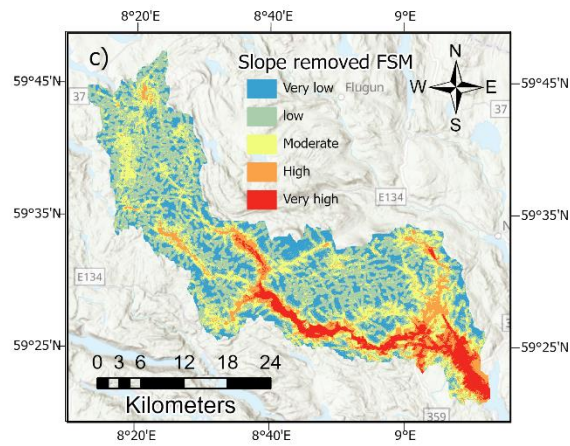 8°20'E 8°40'E 9°E
c)
Slope removed FSM
Very low
Flugun
low
Moderate
High
Very high
N
W E
S
59°45'N
59°45'N
37
37
59°35'N
59°35'N
E134
N
E134
59°25'N
59°25'N
0 3 6 12 18 24
Kilometers
359
8°20'E 8°40'E 9°E